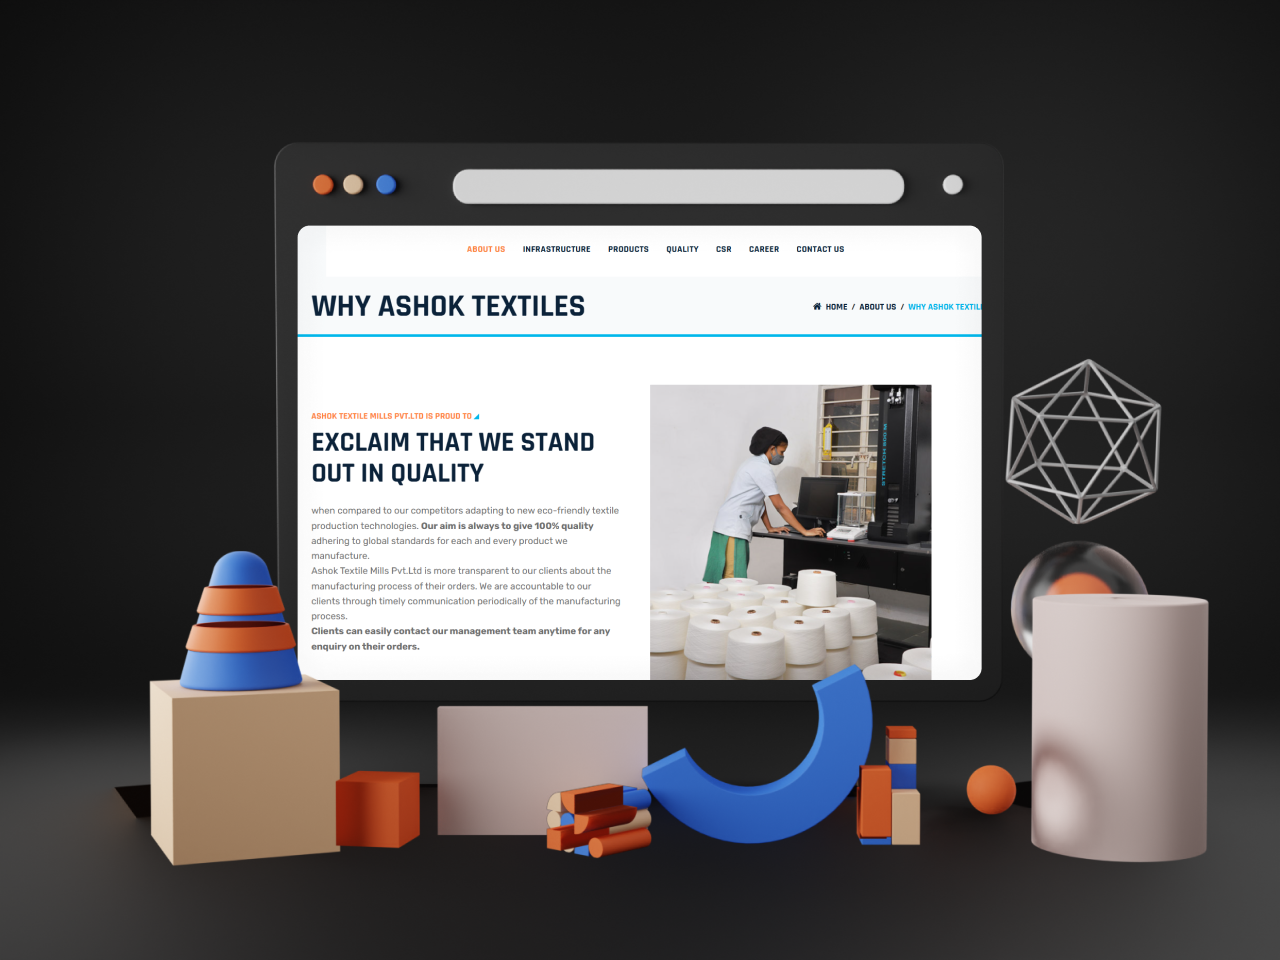 ABOUT US INFRASTRUCTURE PRODUCTS QUALITY CSR CAREER CONTACT US
WHY ASHOK TEXTILES
HOME / ABOUT US / WHY ASHOK TEXTIL
ASHOK TEXTILE MILLS PVT.LTD IS PROUD TO
EXCLAIM THAT WE STAND
OUT IN QUALITY
when compared to our competitors adapting to new eco-friendly textile
production technologies. Our aim is always to give 100% quality
adhering to global standards for each and every product we
manufacture.
Ashok Textile Mills Pvt.Ltd is more transparent to our clients about the
manufacturing process of their orders. We are accountable to our
clients through timely communication periodically of the manufacturing
process.
Clients can easily contact our management team anytime for any
enquiry on their orders.